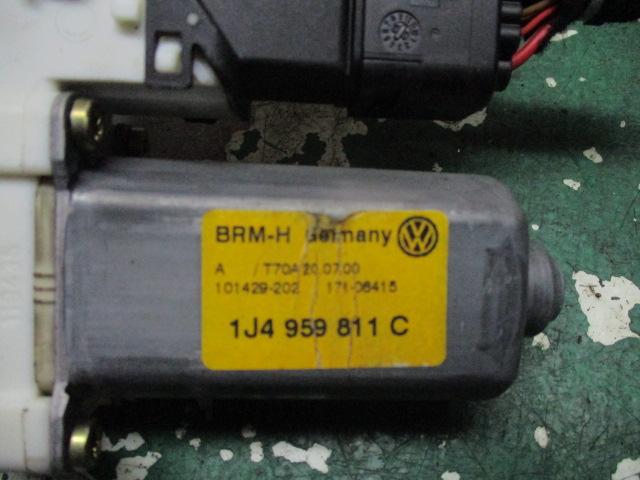 BRM-H Germany
A / T70A 20.07.00
101429-202 171-06415
1J4 959 811 C